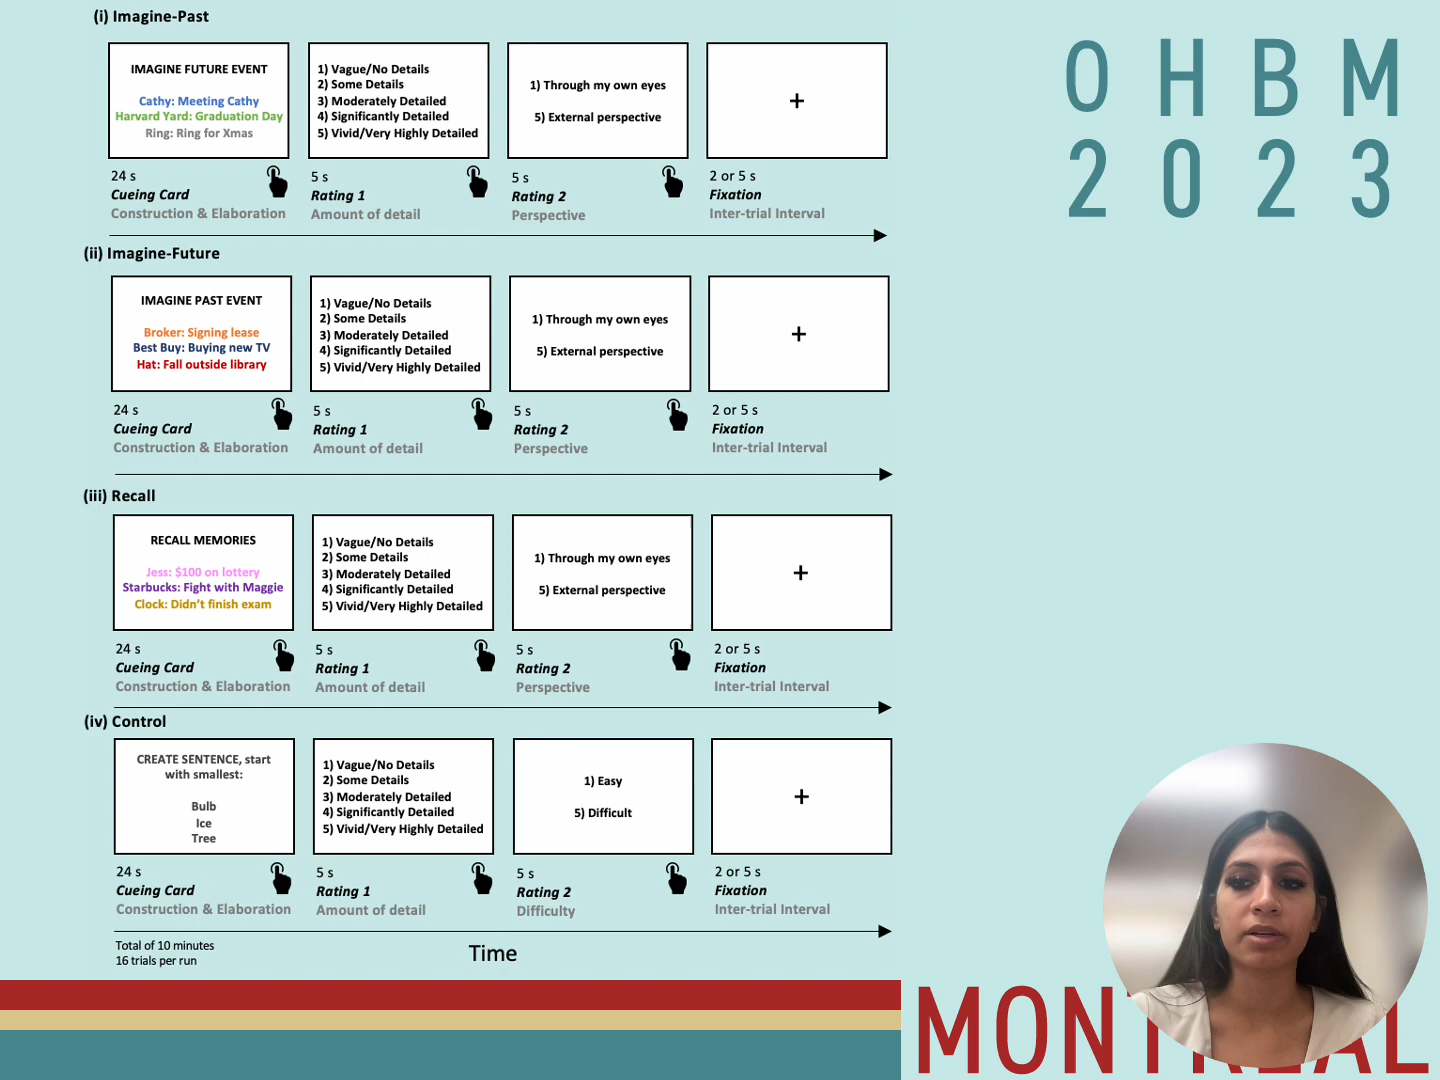 (i) Imagine-Past
IMAGINE FUTURE EVENT
Cathy: Meeting Cathy
Harvard Yard: Graduation Day
Ring: Ring for Xmas
1) Vague/No Details
2) Some Details
3) Moderately Detailed
4) Significantly Detailed
5) Vivid/Very Highly Detailed
1) Through my own eyes
5) External perspective
+
24 s
Cueing Card
Construction & Elaboration
5 s
Rating 1
Amount of detail
5 s
Rating 2
Perspective
2 or 5 s
Fixation
Inter-trial Interval
(ii) Imagine-Future
IMAGINE PAST EVENT
Broker: Signing lease
Best Buy: Buying new TV
Hat: Fall outside library
1) Vague/No Details
2) Some Details
3) Moderately Detailed
4) Significantly Detailed
5) Vivid/Very Highly Detailed
1) Through my own eyes
5) External perspective
+
24 s
Cueing Card
Construction & Elaboration
5 s
Rating 1
Amount of detail
5 s
Rating 2
Perspective
2 or 5 s
Fixation
Inter-trial Interval
(iii) Recall
RECALL MEMORIES
Jess: $100 on lottery
Starbucks: Fight with Maggie
Clock: Didn't finish exam
1) Vague/No Details
2) Some Details
3) Moderately Detailed
4) Significantly Detailed
5) Vivid/Very Highly Detailed
1) Through my own eyes
5) External perspective
+
24 s
Cueing Card
Construction & Elaboration
5 s
Rating 1
Amount of detail
5 s
Rating 2
Perspective
2 or 5 s
Fixation
Inter-trial Interval
(iv) Control
CREATE SENTENCE, start
with smallest:
Bulb
Ice
Tree
1) Vague/No Details
2) Some Details
3) Moderately Detailed
4) Significantly Detailed
5) Vivid/Very Highly Detailed
1) Easy
5) Difficult
+
24 s
Cueing Card
Construction & Elaboration
5 s
Rating 1
Amount of detail
5 s
Rating 2
Difficulty
2 or 5 s
Fixation
Inter-trial Interval
Total of 10 minutes
16 trials per run
Time
OHBM
2023
MONTREAL